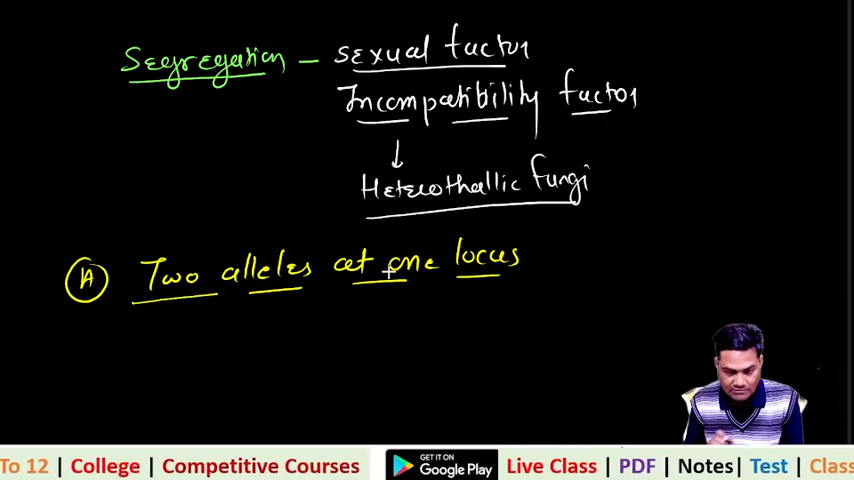 Segregation – sexual factor
Incompatibility factor
↓
Heterothallic fungi
A Two alleles at one locus
To 12 | College | Competitive Courses GET IT ON Google Play Live Class | PDF | Notes| Test | Class